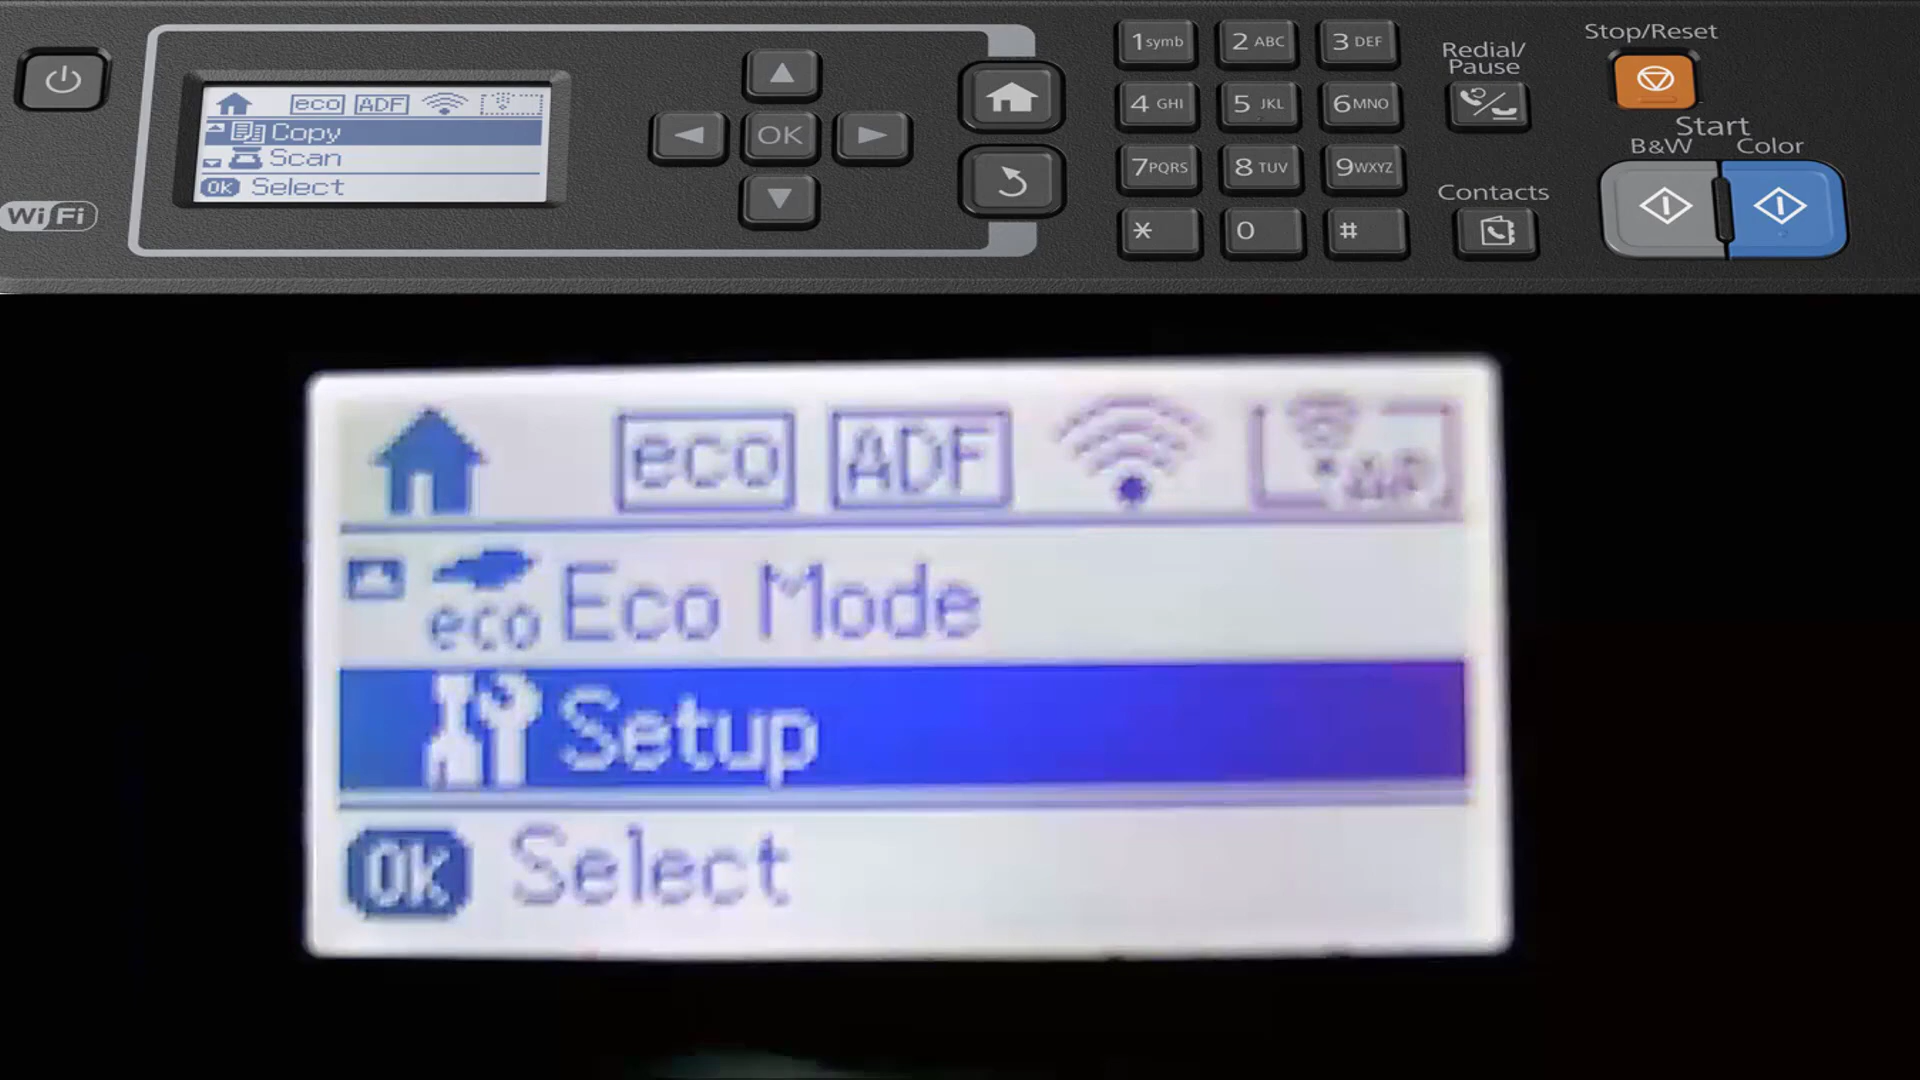 Stop/Reset
1 symb 2 ABC 3 DEF
Redial/
Pause
eco ADF
Copy
Scan
OK Select
OK
4 GHI 5 JKL 6 MNO
Start
B&W Color
7 PQRS 8 TUV 9 WXYZ
Contacts
WiFi
* 0 #
eco ADF AP
eco Eco Mode
Setup
OK Select